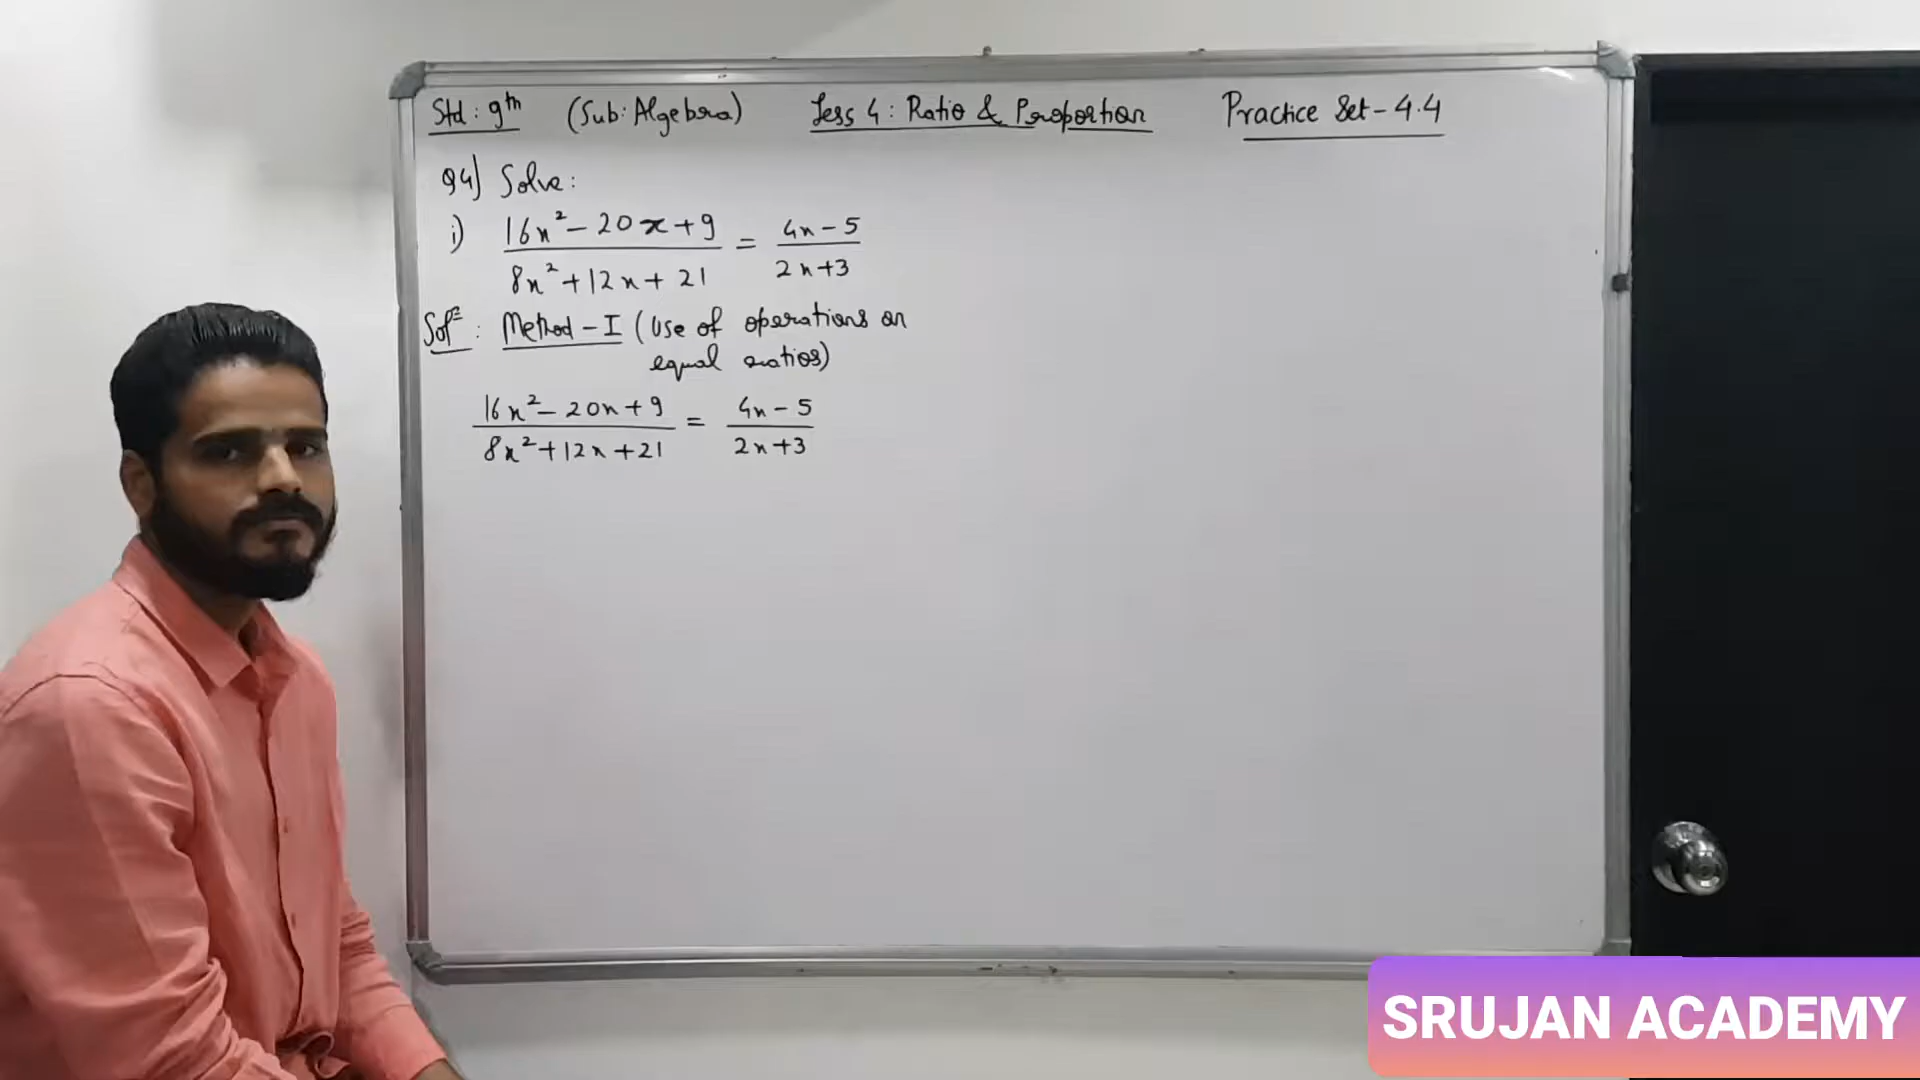 Std: 9th (Sub: Algebra) Less 4: Ratio & Proportion Practice Set - 4.4
Q4) Solve:
i) 16x² - 20x + 9 / 8x² + 12x + 21 = 4x - 5 / 2x + 3
Solⁿ: Method - I (Use of operations on
equal ratios)
16x² - 20x + 9 / 8x² + 12x + 21 = 4x - 5 / 2x + 3
SRUJAN ACADEMY